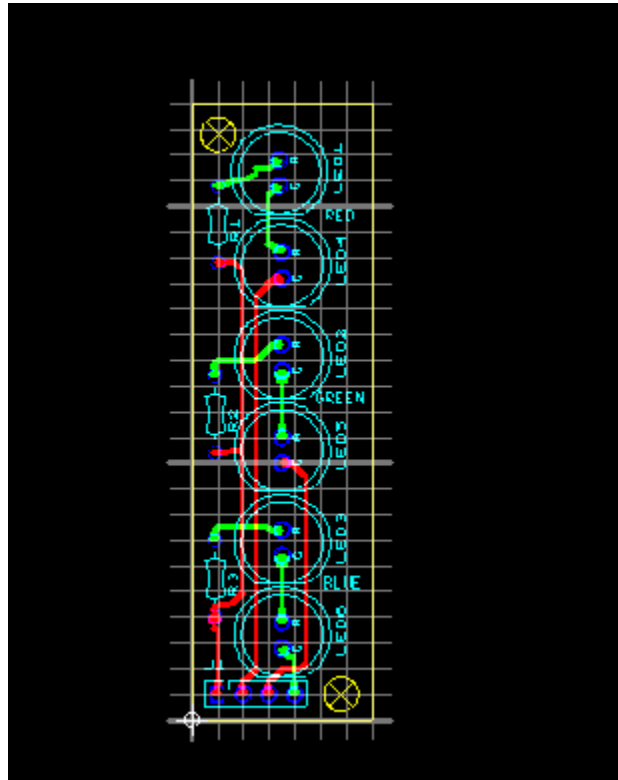 A
C
LED1
RED
R1
A
C
LED4
A
C
LED2
GREEN
R2
A
C
LED5
A
C
LED3
BLUE
R3
A
C
LED6
J1